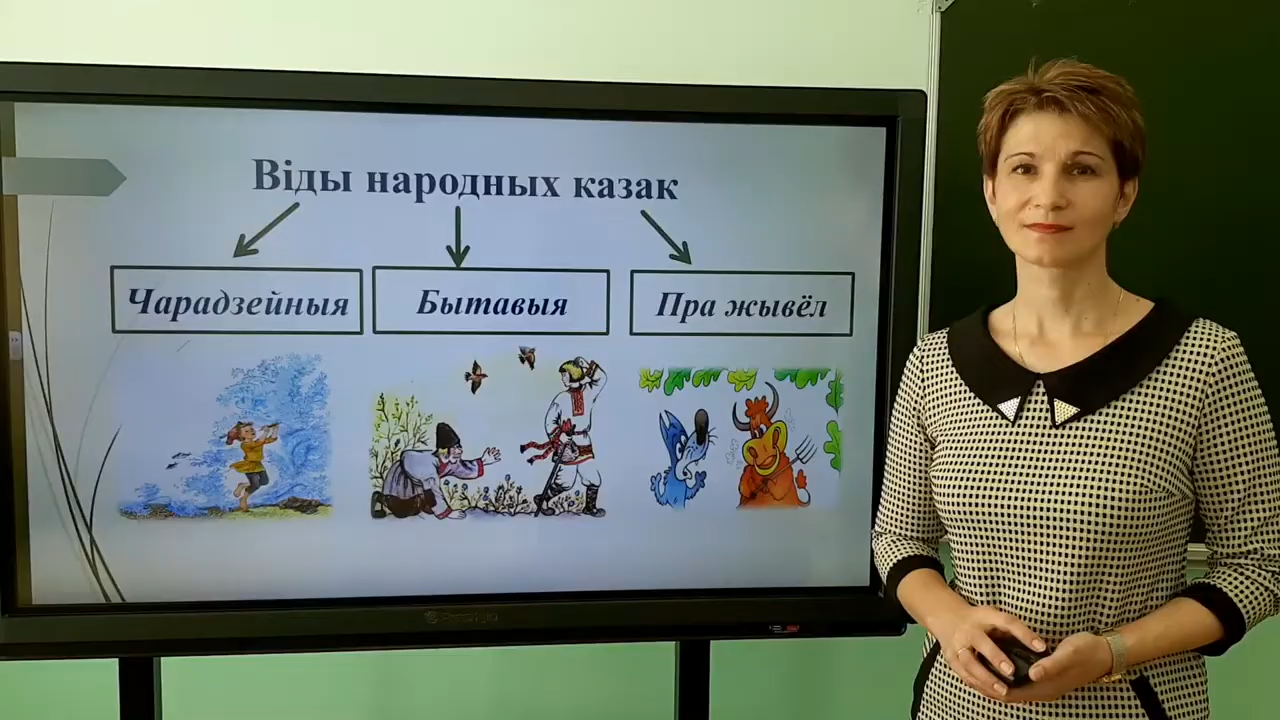 Віды народных казак
Чарадзейныя
Бытавыя
Пра жывёл